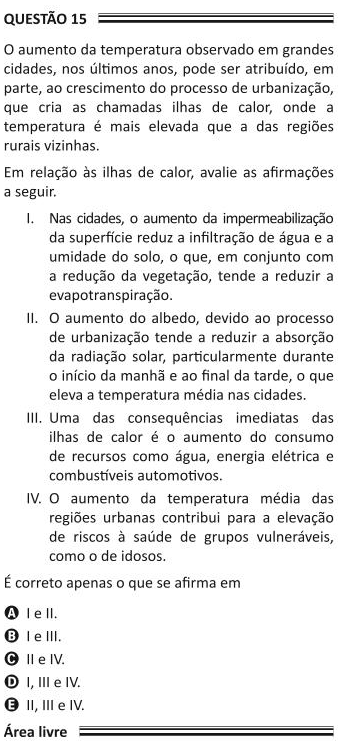 QUESTÃO 15
O aumento da temperatura observado em grandes
cidades, nos últimos anos, pode ser atribuído, em
parte, ao crescimento do processo de urbanização,
que cria as chamadas ilhas de calor, onde a
temperatura é mais elevada que a das regiões
rurais vizinhas.
Em relação às ilhas de calor, avalie as afirmações
a seguir.
I. Nas cidades, o aumento da impermeabilização
da superfície reduz a infiltração de água e a
umidade do solo, o que, em conjunto com
a redução da vegetação, tende a reduzir a
evapotranspiração.
II. O aumento do albedo, devido ao processo
de urbanização tende a reduzir a absorção
da radiação solar, particularmente durante
o início da manhã e ao final da tarde, o que
eleva a temperatura média nas cidades.
III. Uma das consequências imediatas das
ilhas de calor é o aumento do consumo
de recursos como água, energia elétrica e
combustíveis automotivos.
IV. O aumento da temperatura média das
regiões urbanas contribui para a elevação
de riscos à saúde de grupos vulneráveis,
como o de idosos.
É correto apenas o que se afirma em
A I e II.
B I e III.
C II e IV.
D I, III e IV.
E II, III e IV.
Área livre